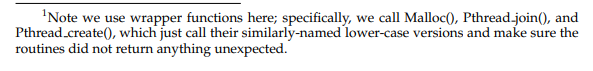 ¹Note we use wrapper functions here; specifically, we call Malloc(), Pthread_join(), and
Pthread_create(), which just call their similarly-named lower-case versions and make sure the
routines did not return anything unexpected.